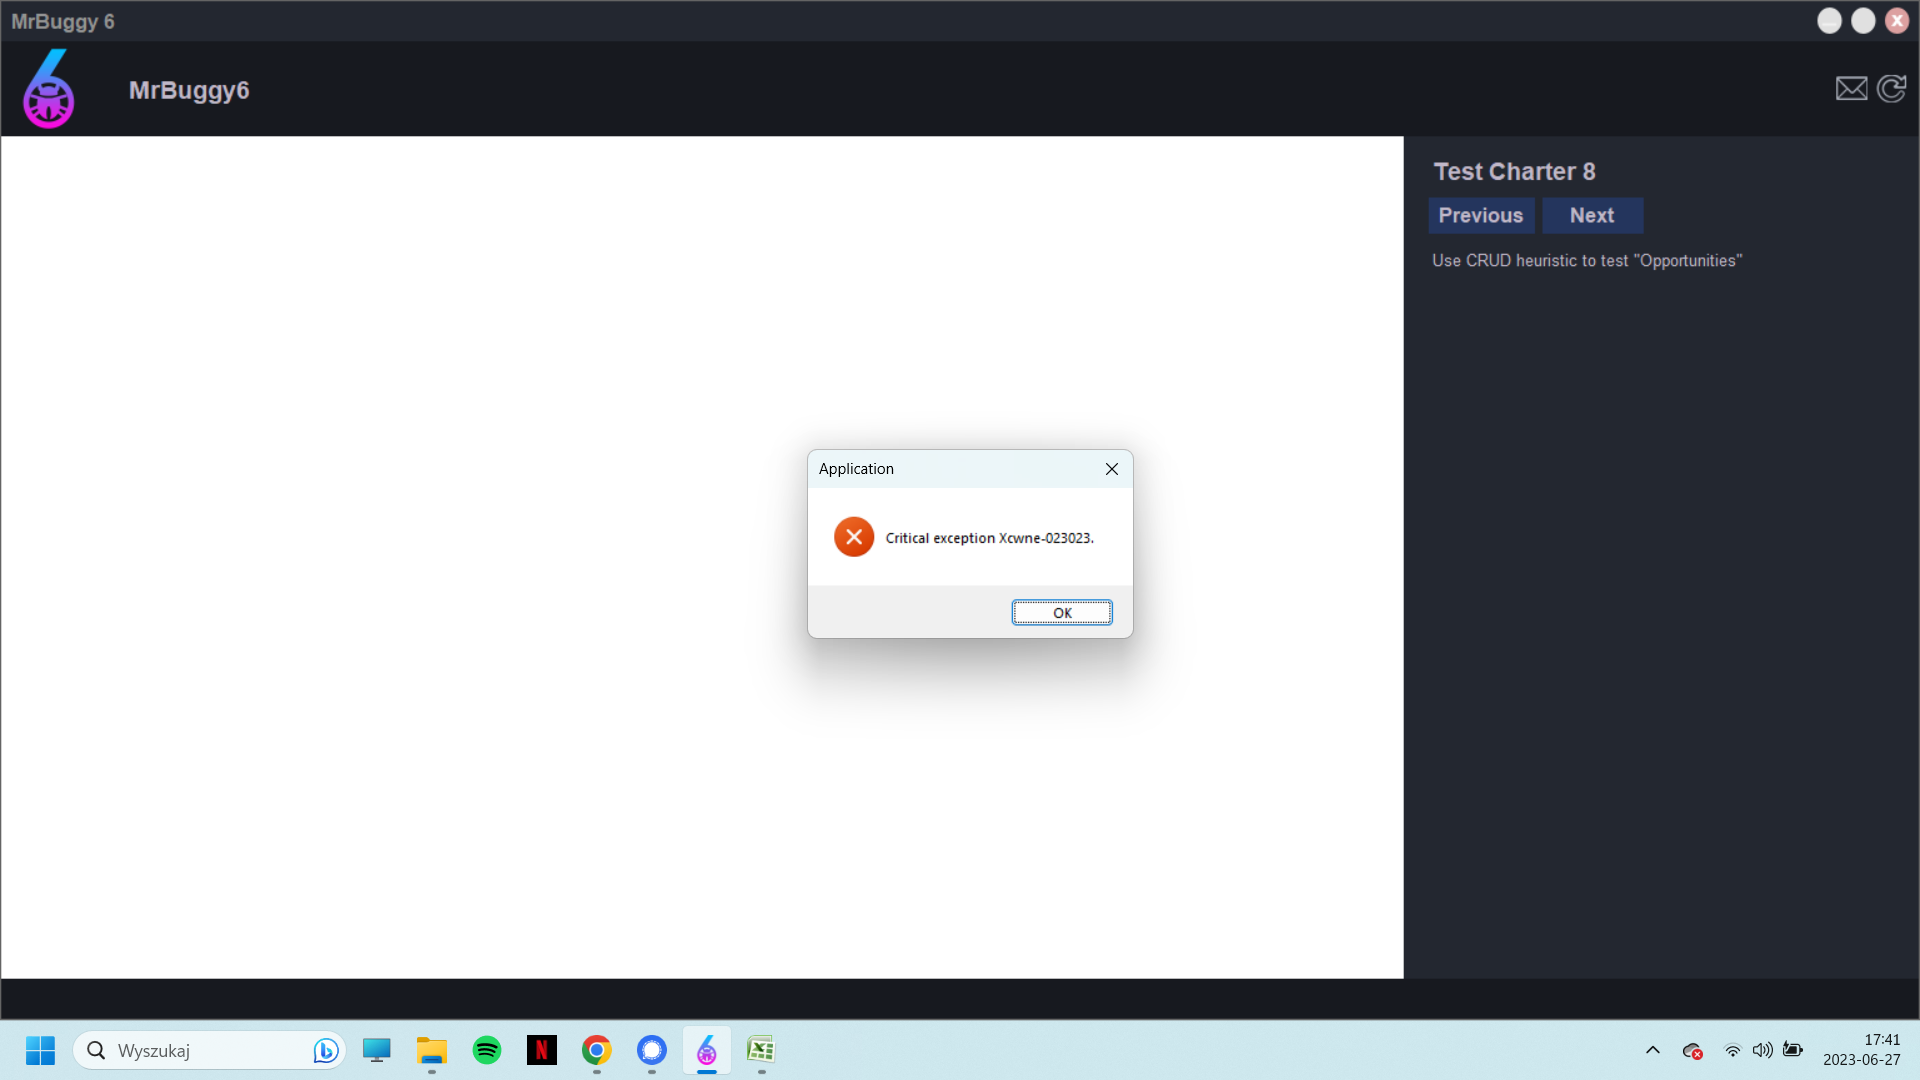 MrBuggy 6
MrBuggy6
Test Charter 8
Previous
Next
Use CRUD heuristic to test "Opportunities"
Application
Critical exception Xcwne-023023.
OK
Wyszukaj
17:41
2023-06-27